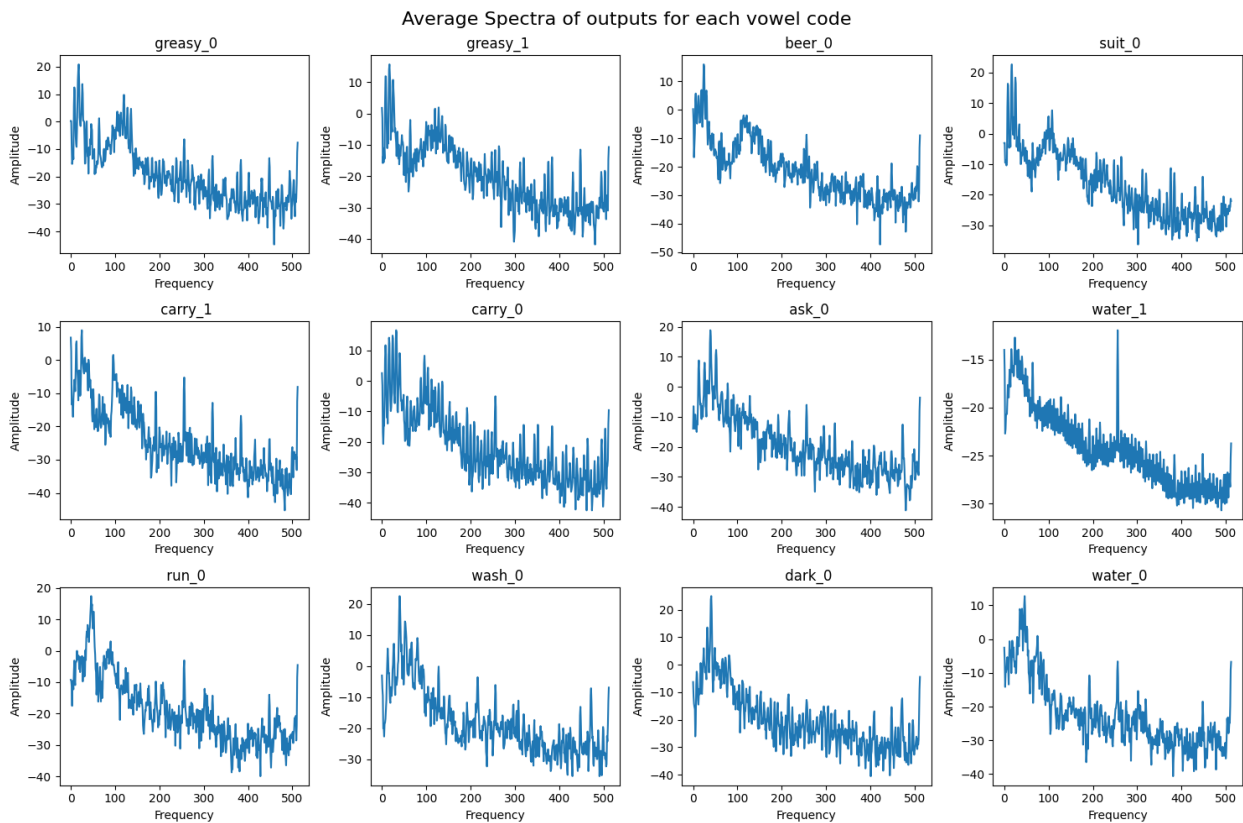 Average Spectra of outputs for each vowel code
greasy_0
greasy_1
beer_0
suit_0
Amplitude
20
10
0
−10
−20
−30
−40
0 100 200 300 400 500
Frequency
Amplitude
10
0
−10
−20
−30
−40
0 100 200 300 400 500
Frequency
Amplitude
10
0
−10
−20
−30
−40
−50
0 100 200 300 400 500
Frequency
Amplitude
20
10
0
−10
−20
−30
0 100 200 300 400 500
Frequency
carry_1
carry_0
ask_0
water_1
Amplitude
10
0
−10
−20
−30
−40
0 100 200 300 400 500
Frequency
Amplitude
10
0
−10
−20
−30
−40
0 100 200 300 400 500
Frequency
Amplitude
20
10
0
−10
−20
−30
−40
0 100 200 300 400 500
Frequency
Amplitude
−15
−20
−25
−30
0 100 200 300 400 500
Frequency
run_0
wash_0
dark_0
water_0
Amplitude
20
10
0
−10
−20
−30
−40
0 100 200 300 400 500
Frequency
Amplitude
20
10
0
−10
−20
−30
0 100 200 300 400 500
Frequency
Amplitude
20
10
0
−10
−20
−30
−40
0 100 200 300 400 500
Frequency
Amplitude
10
0
−10
−20
−30
−40
0 100 200 300 400 500
Frequency